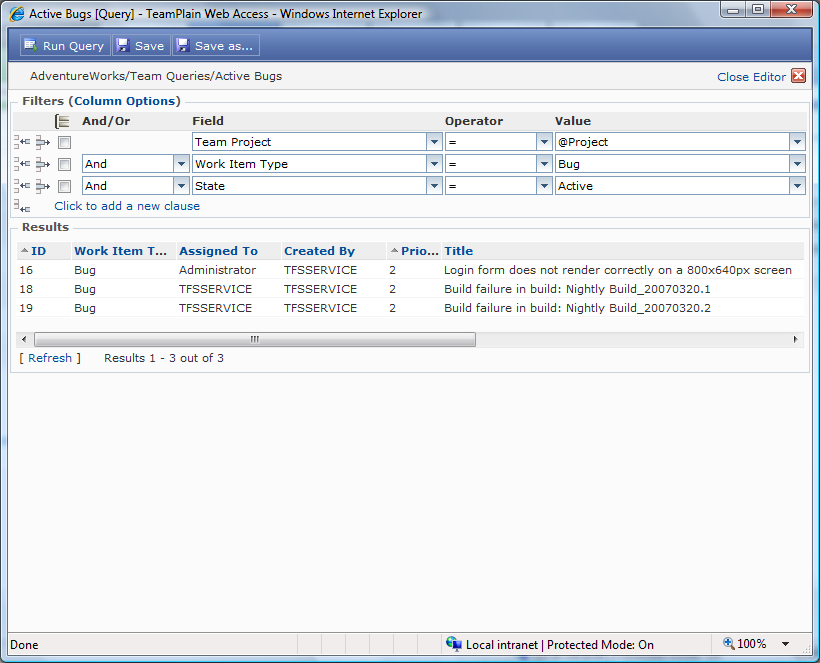 Active Bugs [Query] - TeamPlain Web Access - Windows Internet Explorer
Run Query Save Save as...
AdventureWorks/Team Queries/Active Bugs Close Editor
Filters (Column Options)
And/Or Field Operator Value
Team Project = @Project
And Work Item Type = Bug
And State = Active
Click to add a new clause
Results
ID Work Item T... Assigned To Created By Prio... Title
16 Bug Administrator TFSSERVICE 2 Login form does not render correctly on a 800x640px screen
18 Bug TFSSERVICE TFSSERVICE 2 Build failure in build: Nightly Build_20070320.1
19 Bug TFSSERVICE TFSSERVICE 2 Build failure in build: Nightly Build_20070320.2
[ Refresh ] Results 1 - 3 out of 3
Done Local intranet | Protected Mode: On 100%